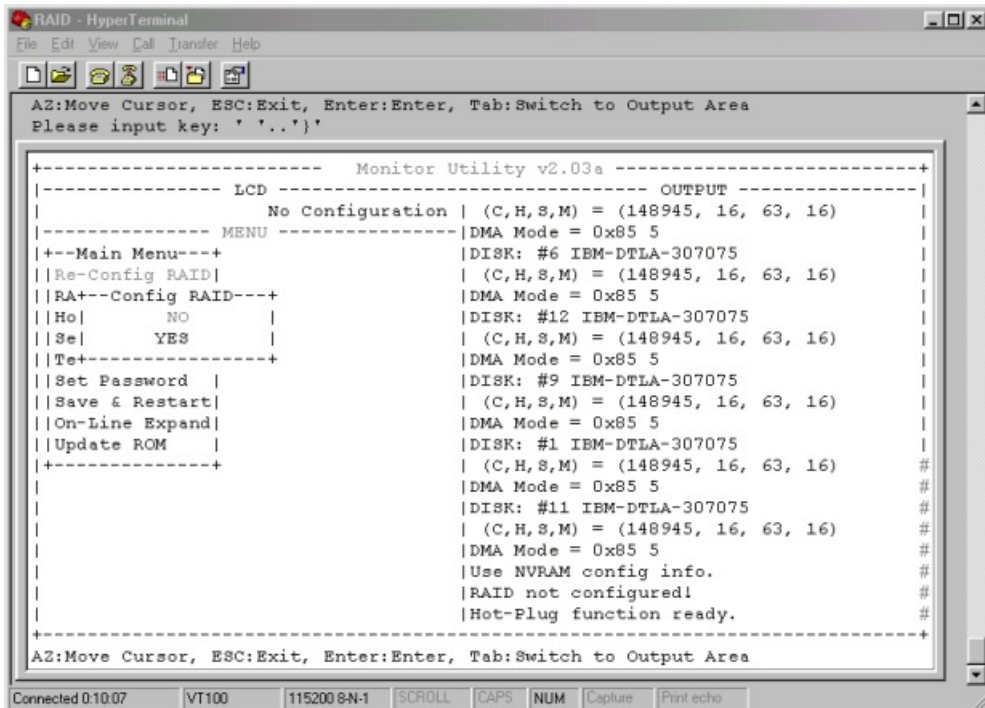 RAID - HyperTerminal
File Edit View Call Transfer Help
AZ:Move Cursor, ESC:Exit, Enter:Enter, Tab:Switch to Output Area
Please input key: ' '..'}'
+--------------------------- Monitor Utility v2.03a -----------------------------+
|----------------- LCD ----------------------------------- OUTPUT ----------------|
| No Configuration | (C,H,S,M) = (148945, 16, 63, 16) |
|--------------- MENU ----------------|DMA Mode = 0x85 5 |
|+--Main Menu---+ |DISK: #6 IBM-DTLA-307075 |
||Re-Config RAID| | (C,H,S,M) = (148945, 16, 63, 16) |
||RA+--Config RAID---+ |DMA Mode = 0x85 5 |
||Ho| NO | |DISK: #12 IBM-DTLA-307075 |
||Se| YES | | (C,H,S,M) = (148945, 16, 63, 16) |
||Te+-----------------+ |DMA Mode = 0x85 5 |
||Set Password | |DISK: #9 IBM-DTLA-307075 |
||Save & Restart| | (C,H,S,M) = (148945, 16, 63, 16) |
||On-Line Expand| |DMA Mode = 0x85 5 |
||Update ROM | |DISK: #1 IBM-DTLA-307075 |
|+--------------+ | (C,H,S,M) = (148945, 16, 63, 16) #
| |DMA Mode = 0x85 5 #
| |DISK: #11 IBM-DTLA-307075 #
| | (C,H,S,M) = (148945, 16, 63, 16) #
| |DMA Mode = 0x85 5 #
| |Use NVRAM config info. #
| |RAID not configured! #
| |Hot-Plug function ready. #
+--------------------------------------------------------------------------------+
AZ:Move Cursor, ESC:Exit, Enter:Enter, Tab:Switch to Output Area
Connected 0:10:07 VT100 115200 8-N-1 SCROLL CAPS NUM Capture Print echo